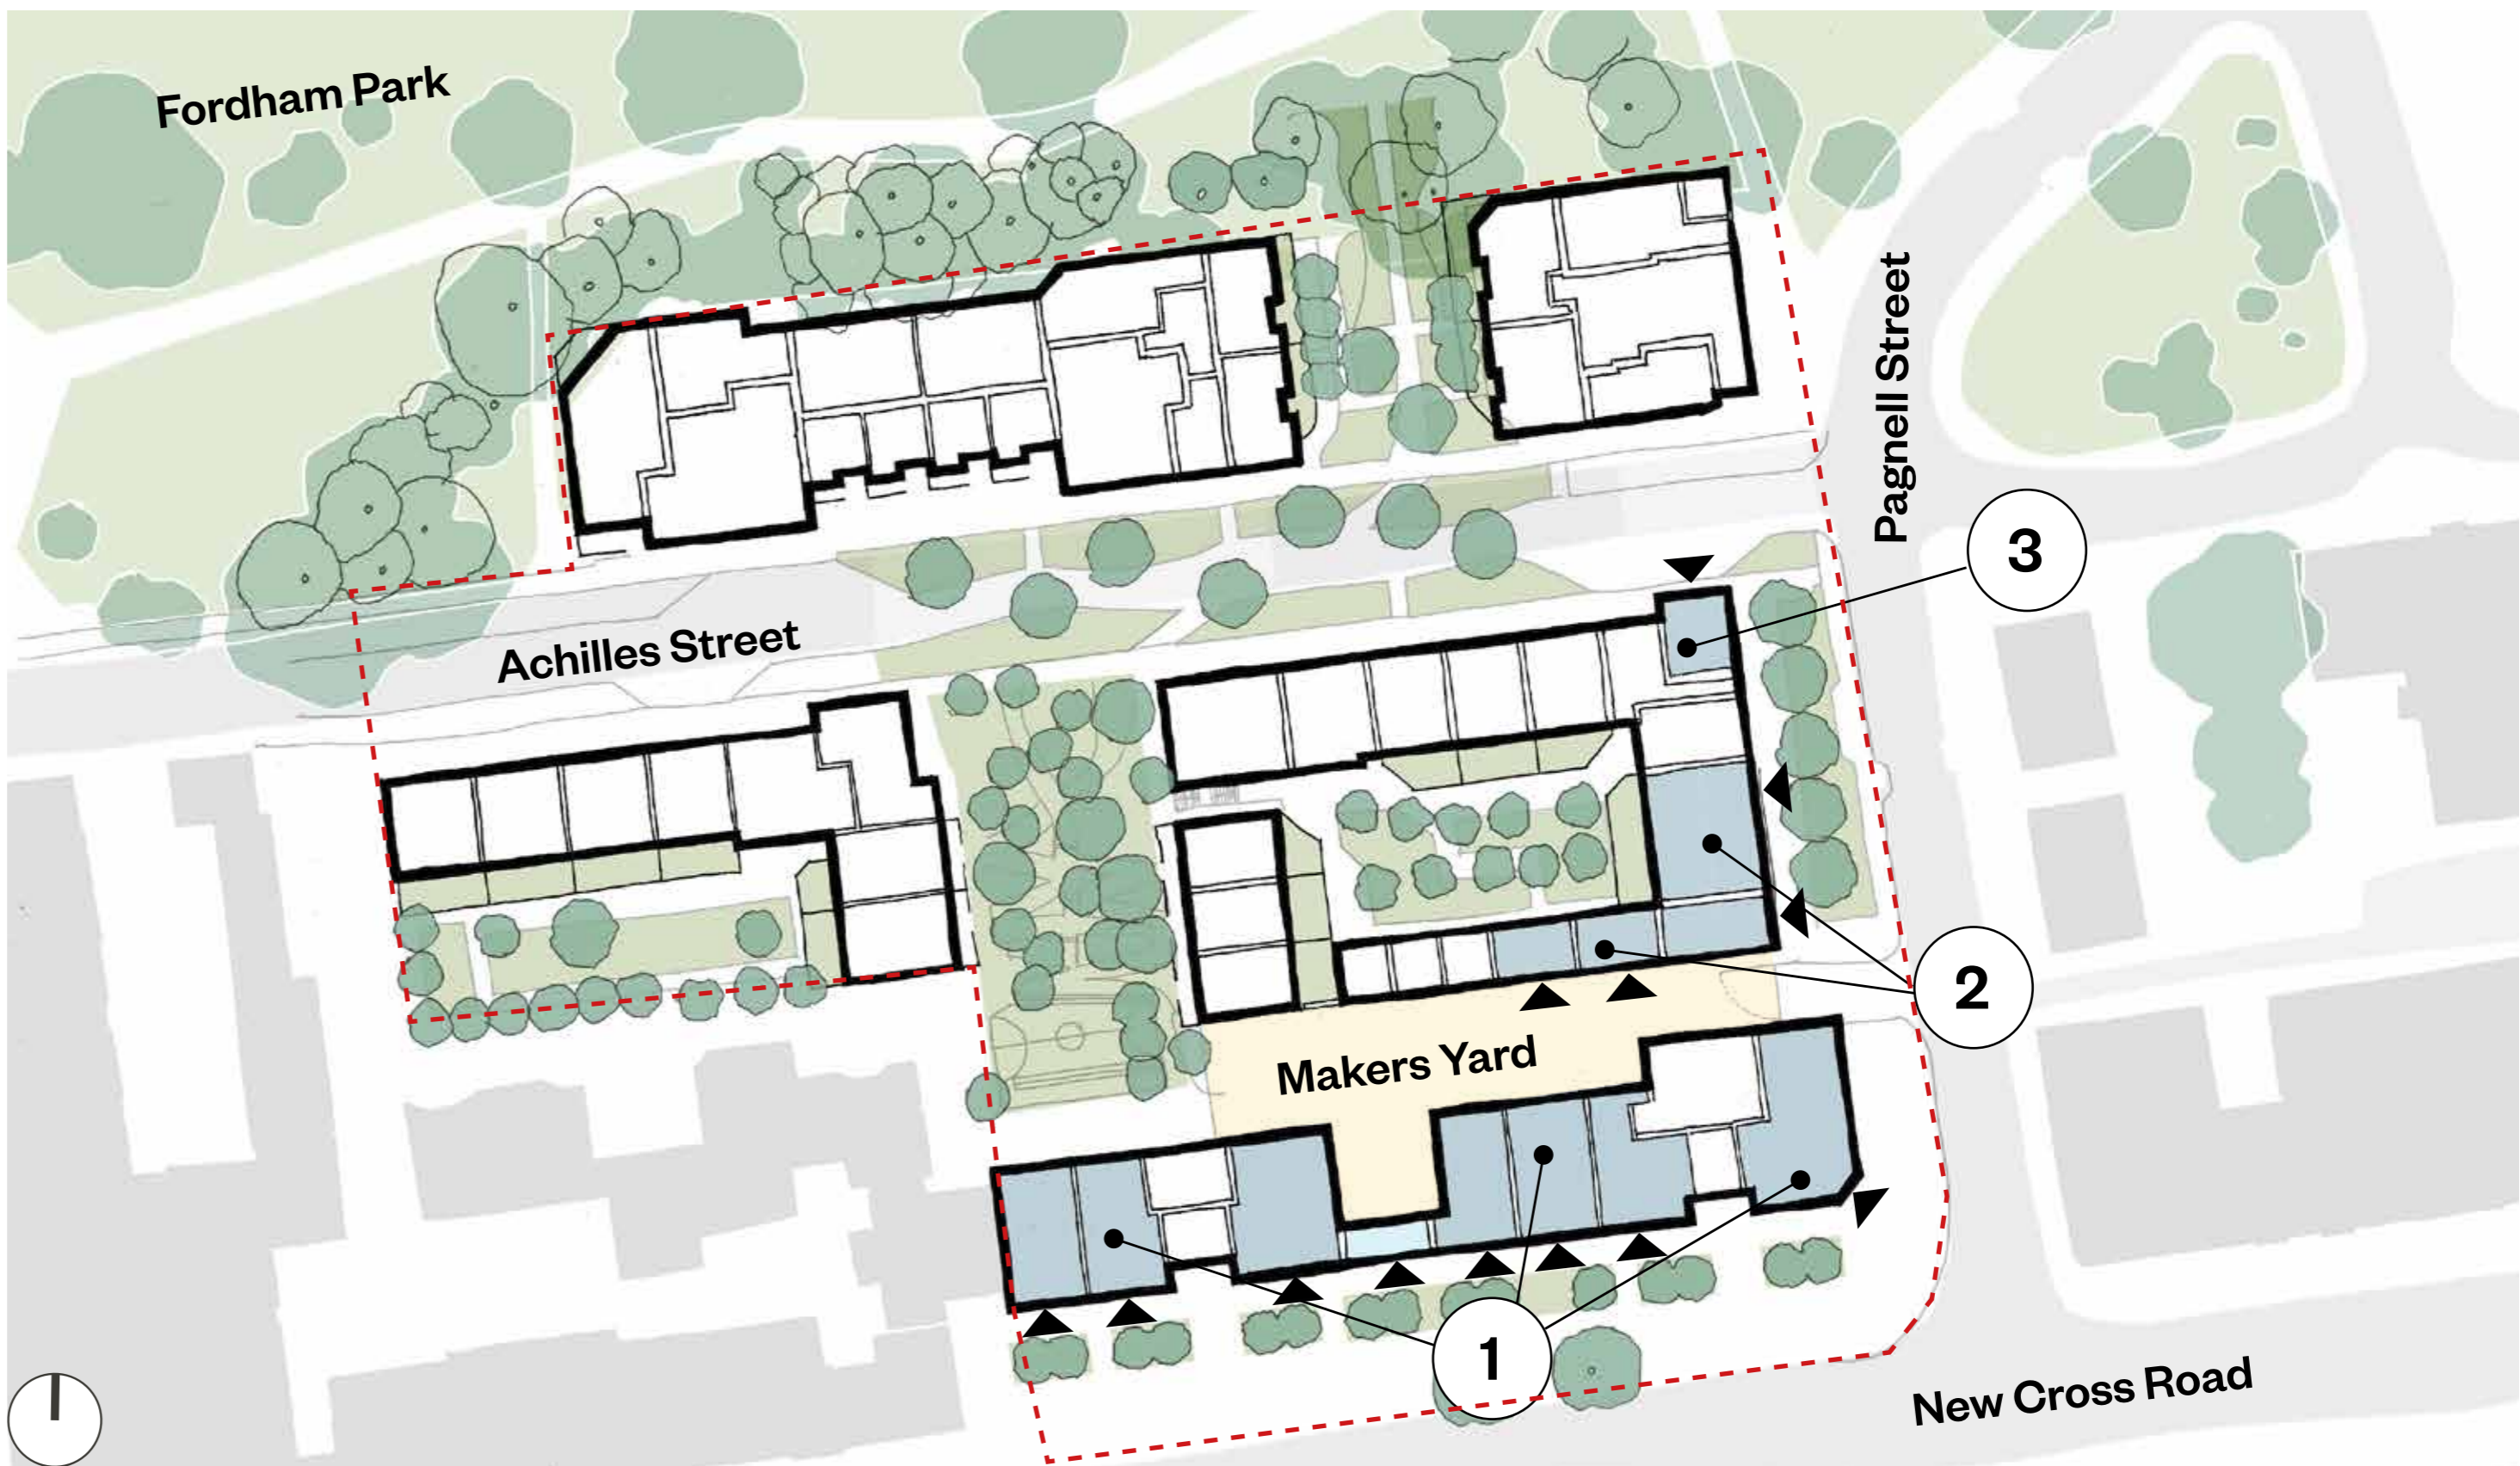 Fordham Park
Pagnell Street
3
Achilles Street
2
Makers Yard
1
New Cross Road